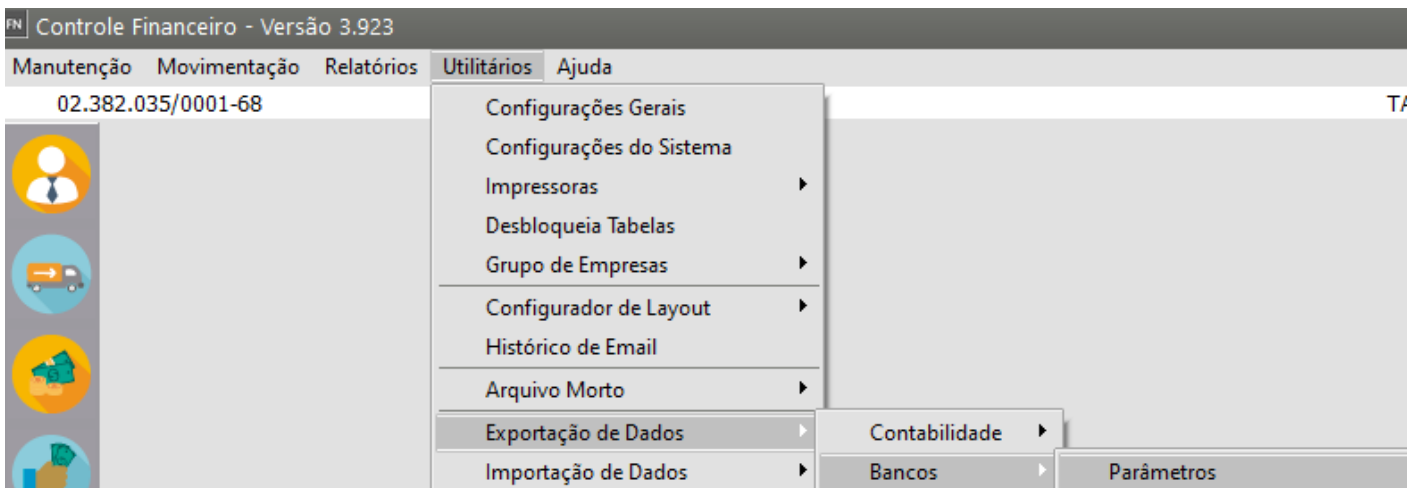 FN Controle Financeiro - Versão 3.923
Manutenção Movimentação Relatórios Utilitários Ajuda
02.382.035/0001-68 TA
Configurações Gerais
Configurações do Sistema
Impressoras
Desbloqueia Tabelas
Grupo de Empresas
Configurador de Layout
Histórico de Email
Arquivo Morto
Exportação de Dados Contabilidade
Importação de Dados Bancos Parâmetros